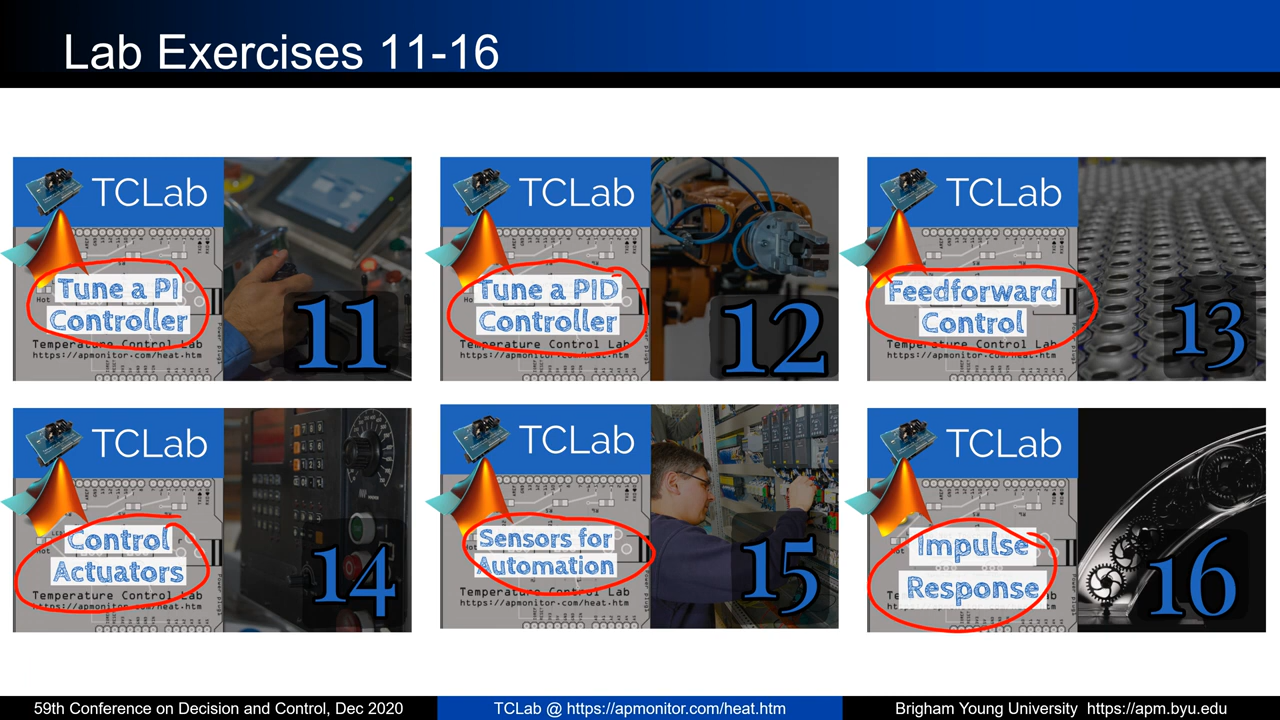 Lab Exercises 11-16
TCLab
Tune a PI
Controller
Temperature Control Lab
https://apmonitor.com/heat.htm
11
TCLab
Tune a PID
Controller
Temperature Control Lab
https://apmonitor.com/heat.htm
12
TCLab
Feedforward
Control
Temperature Control Lab
https://apmonitor.com/heat.htm
13
TCLab
Control
Actuators
Temperature Control Lab
https://apmonitor.com/heat.htm
14
TCLab
Sensors for
Automation
Temperature Control Lab
https://apmonitor.com/heat.htm
15
TCLab
Impulse
Response
16
59th Conference on Decision and Control, Dec 2020
TCLab @ https://apmonitor.com/heat.htm
Brigham Young University https://apm.byu.edu